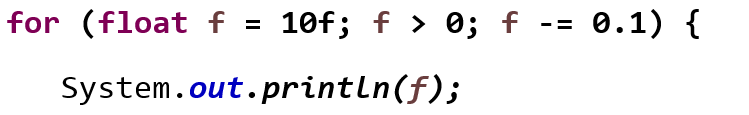 for (float f = 10f; f > 0; f -= 0.1) {
System.out.println(f);